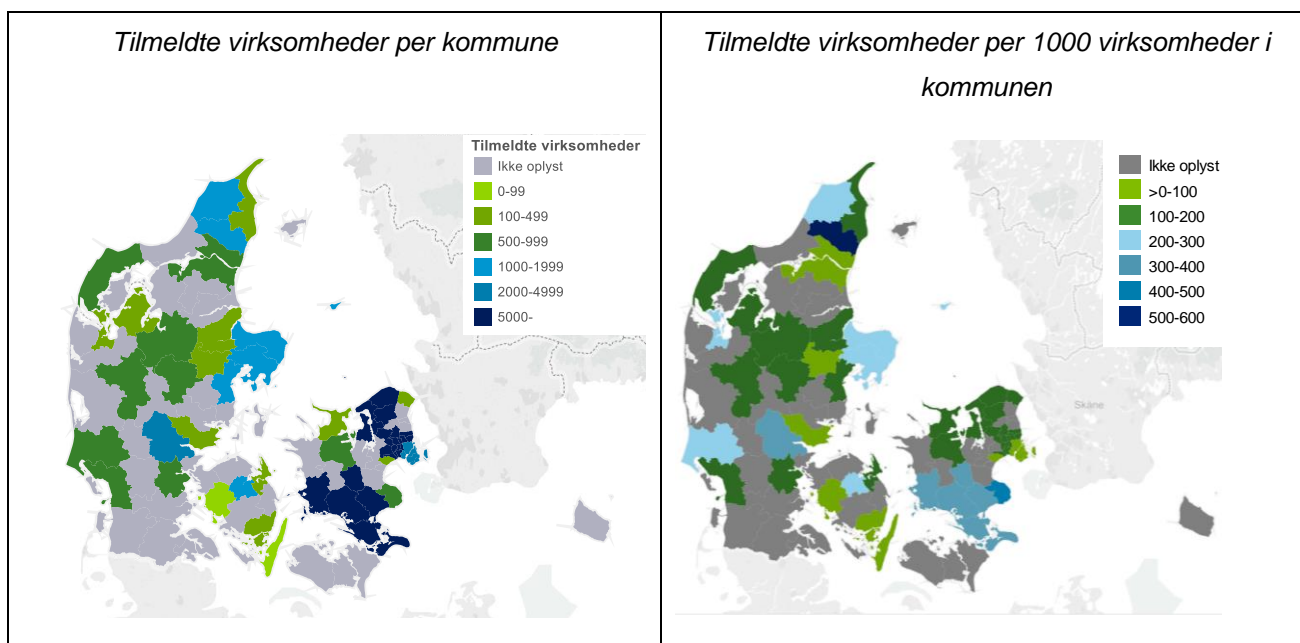 Tilmeldte virksomheder per kommune
Tilmeldte virksomheder
Ikke oplyst
0-99
100-499
500-999
1000-1999
2000-4999
5000-
Tilmeldte virksomheder per 1000 virksomheder i
kommunen
Ikke oplyst
>0-100
100-200
200-300
300-400
400-500
500-600
Skåne